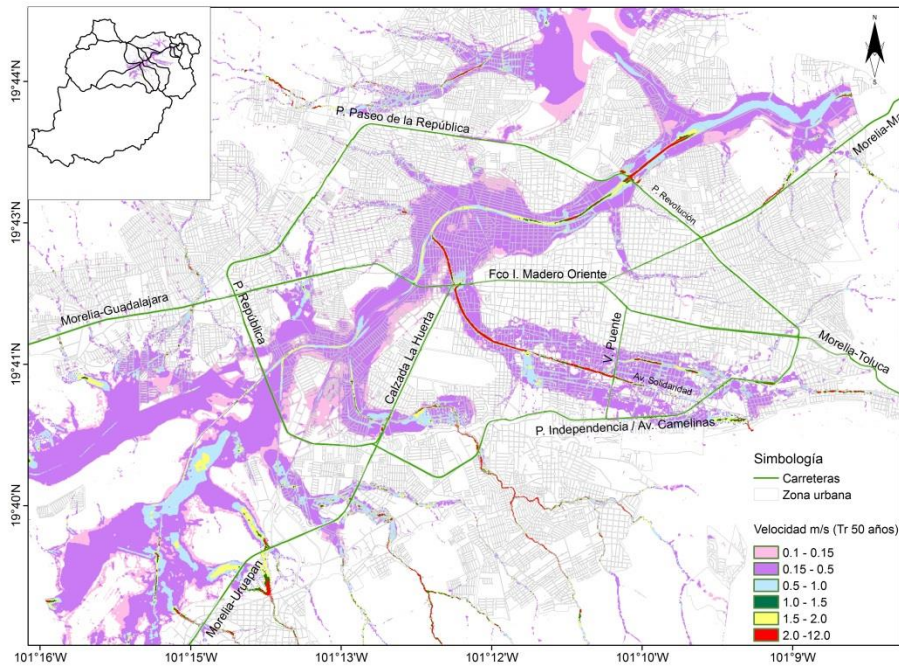 N
S
19°44'N
19°43'N
19°41'N
19°40'N
P. Paseo de la República
P. Revolución
Fco I. Madero Oriente
Morelia-Guadalajara
P. República
Calzada La Huerta
V. Puente
Morelia-Toluca
Av. Solidaridad
P. Independencia / Av. Camelinas
Morelia-Uruapan
Simbología
Carreteras
Zona urbana
Velocidad m/s (Tr 50 años)
0.1 - 0.15
0.15 - 0.5
0.5 - 1.0
1.0 - 1.5
1.5 - 2.0
2.0 -12.0
101°16'W
101°15'W
101°13'W
101°12'W
101°10'W
101°9'W